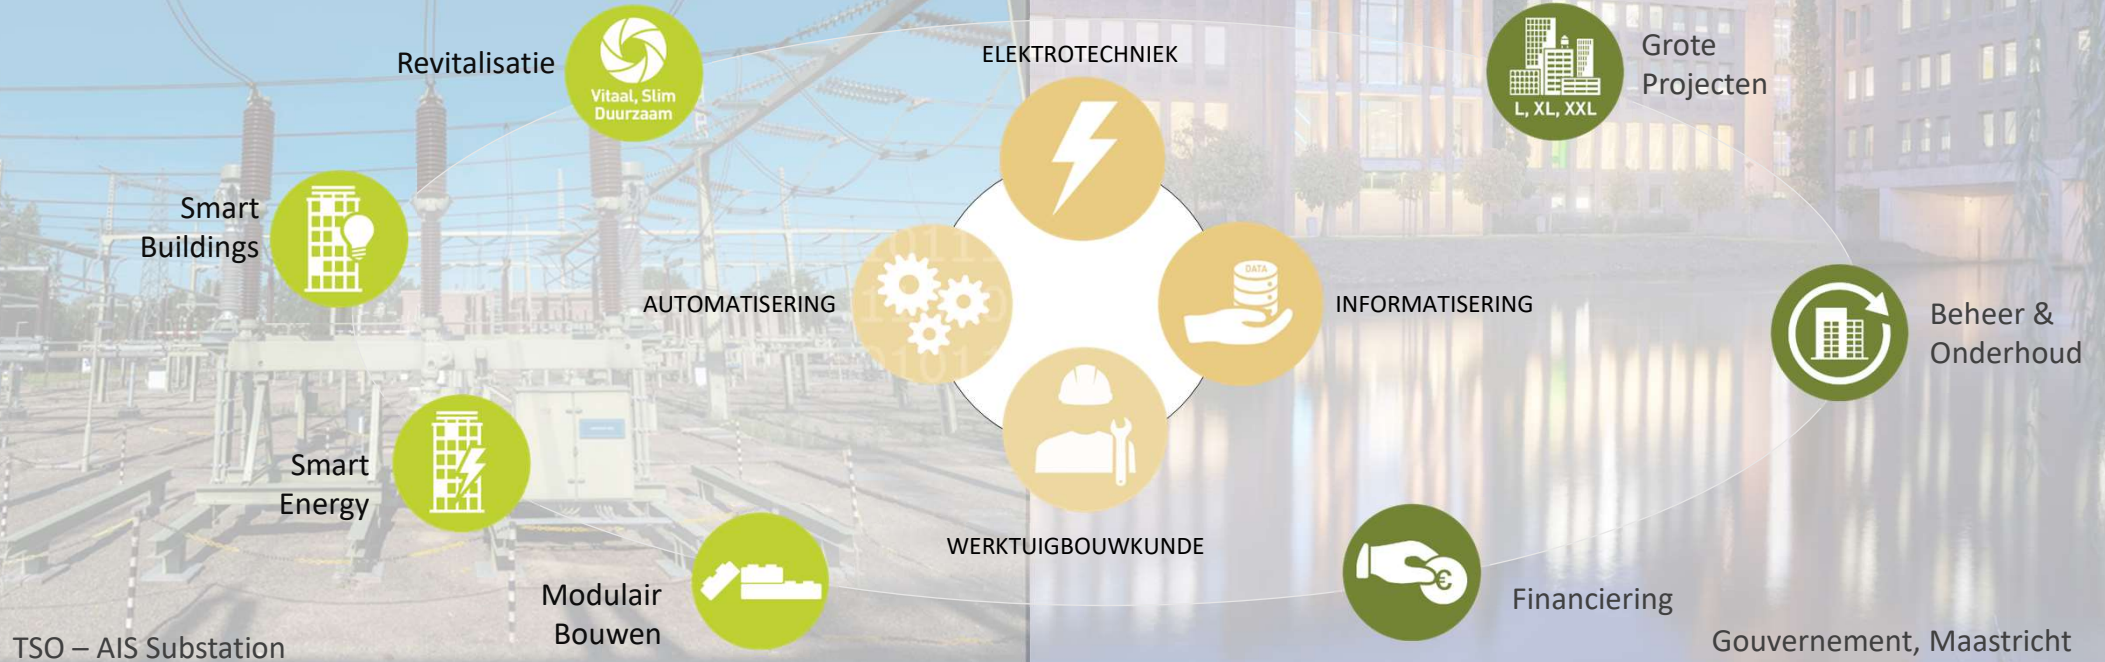 Revitalisatie
Vitaal, Slim
Duurzaam
ELEKTROTECHNIEK
L, XL, XXL
Grote
Projecten
Smart
Buildings
AUTOMATISERING
DATA
INFORMATISERING
Beheer &
Onderhoud
Smart
Energy
WERKTUIGBOUWKUNDE
Modulair
Bouwen
€
Financiering
TSO – AIS Substation
Gouvernement, Maastricht